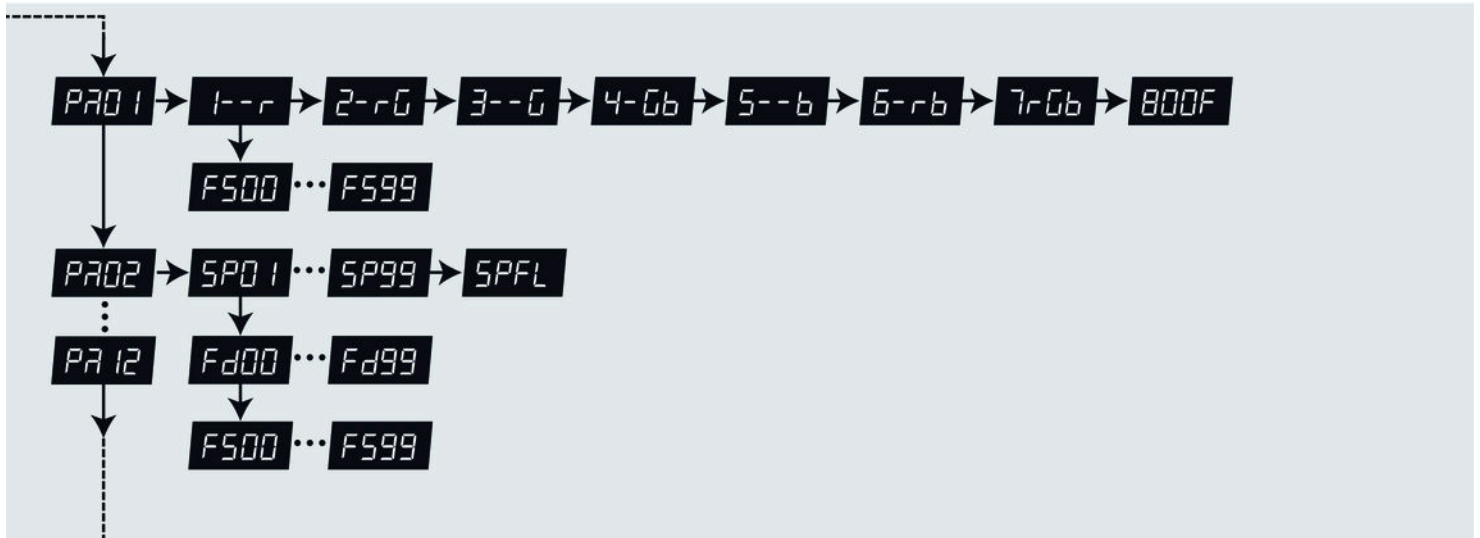 PA01 1--r 2-rG 3--G 4-Gb 5--b 6-rb 7rGb 800F
FS00 ··· FS99
PA02 SP01 ··· SP99 SPFL
PA12 Fd00 ··· Fd99
FS00 ··· FS99